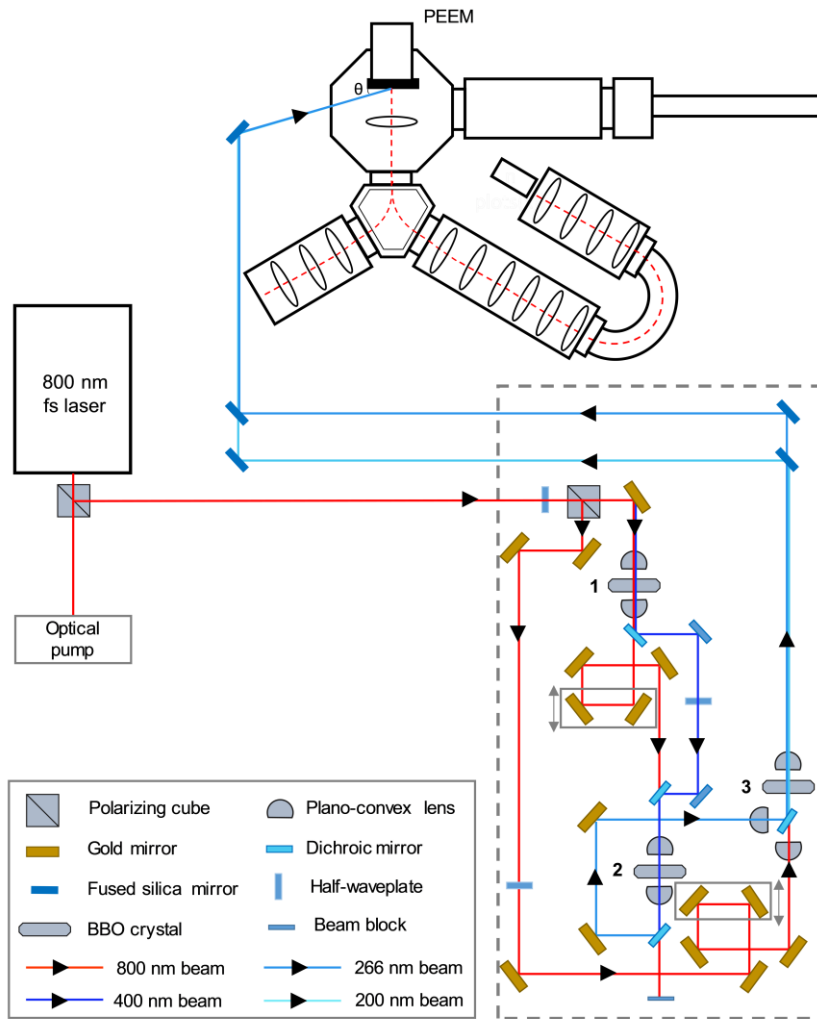 PEEM
θ
800 nm
fs laser
Optical
pump
1
2
3
Polarizing cube
Plano-convex lens
Gold mirror
Dichroic mirror
Fused silica mirror
Half-waveplate
BBO crystal
Beam block
800 nm beam
266 nm beam
400 nm beam
200 nm beam